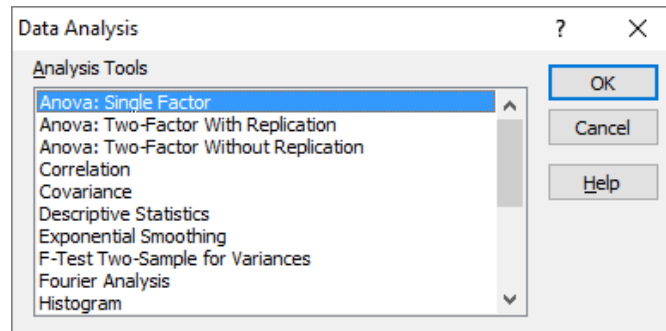 Data Analysis ? ×
Analysis Tools
Anova: Single Factor
Anova: Two-Factor With Replication
Anova: Two-Factor Without Replication
Correlation
Covariance
Descriptive Statistics
Exponential Smoothing
F-Test Two-Sample for Variances
Fourier Analysis
Histogram
OK
Cancel
Help